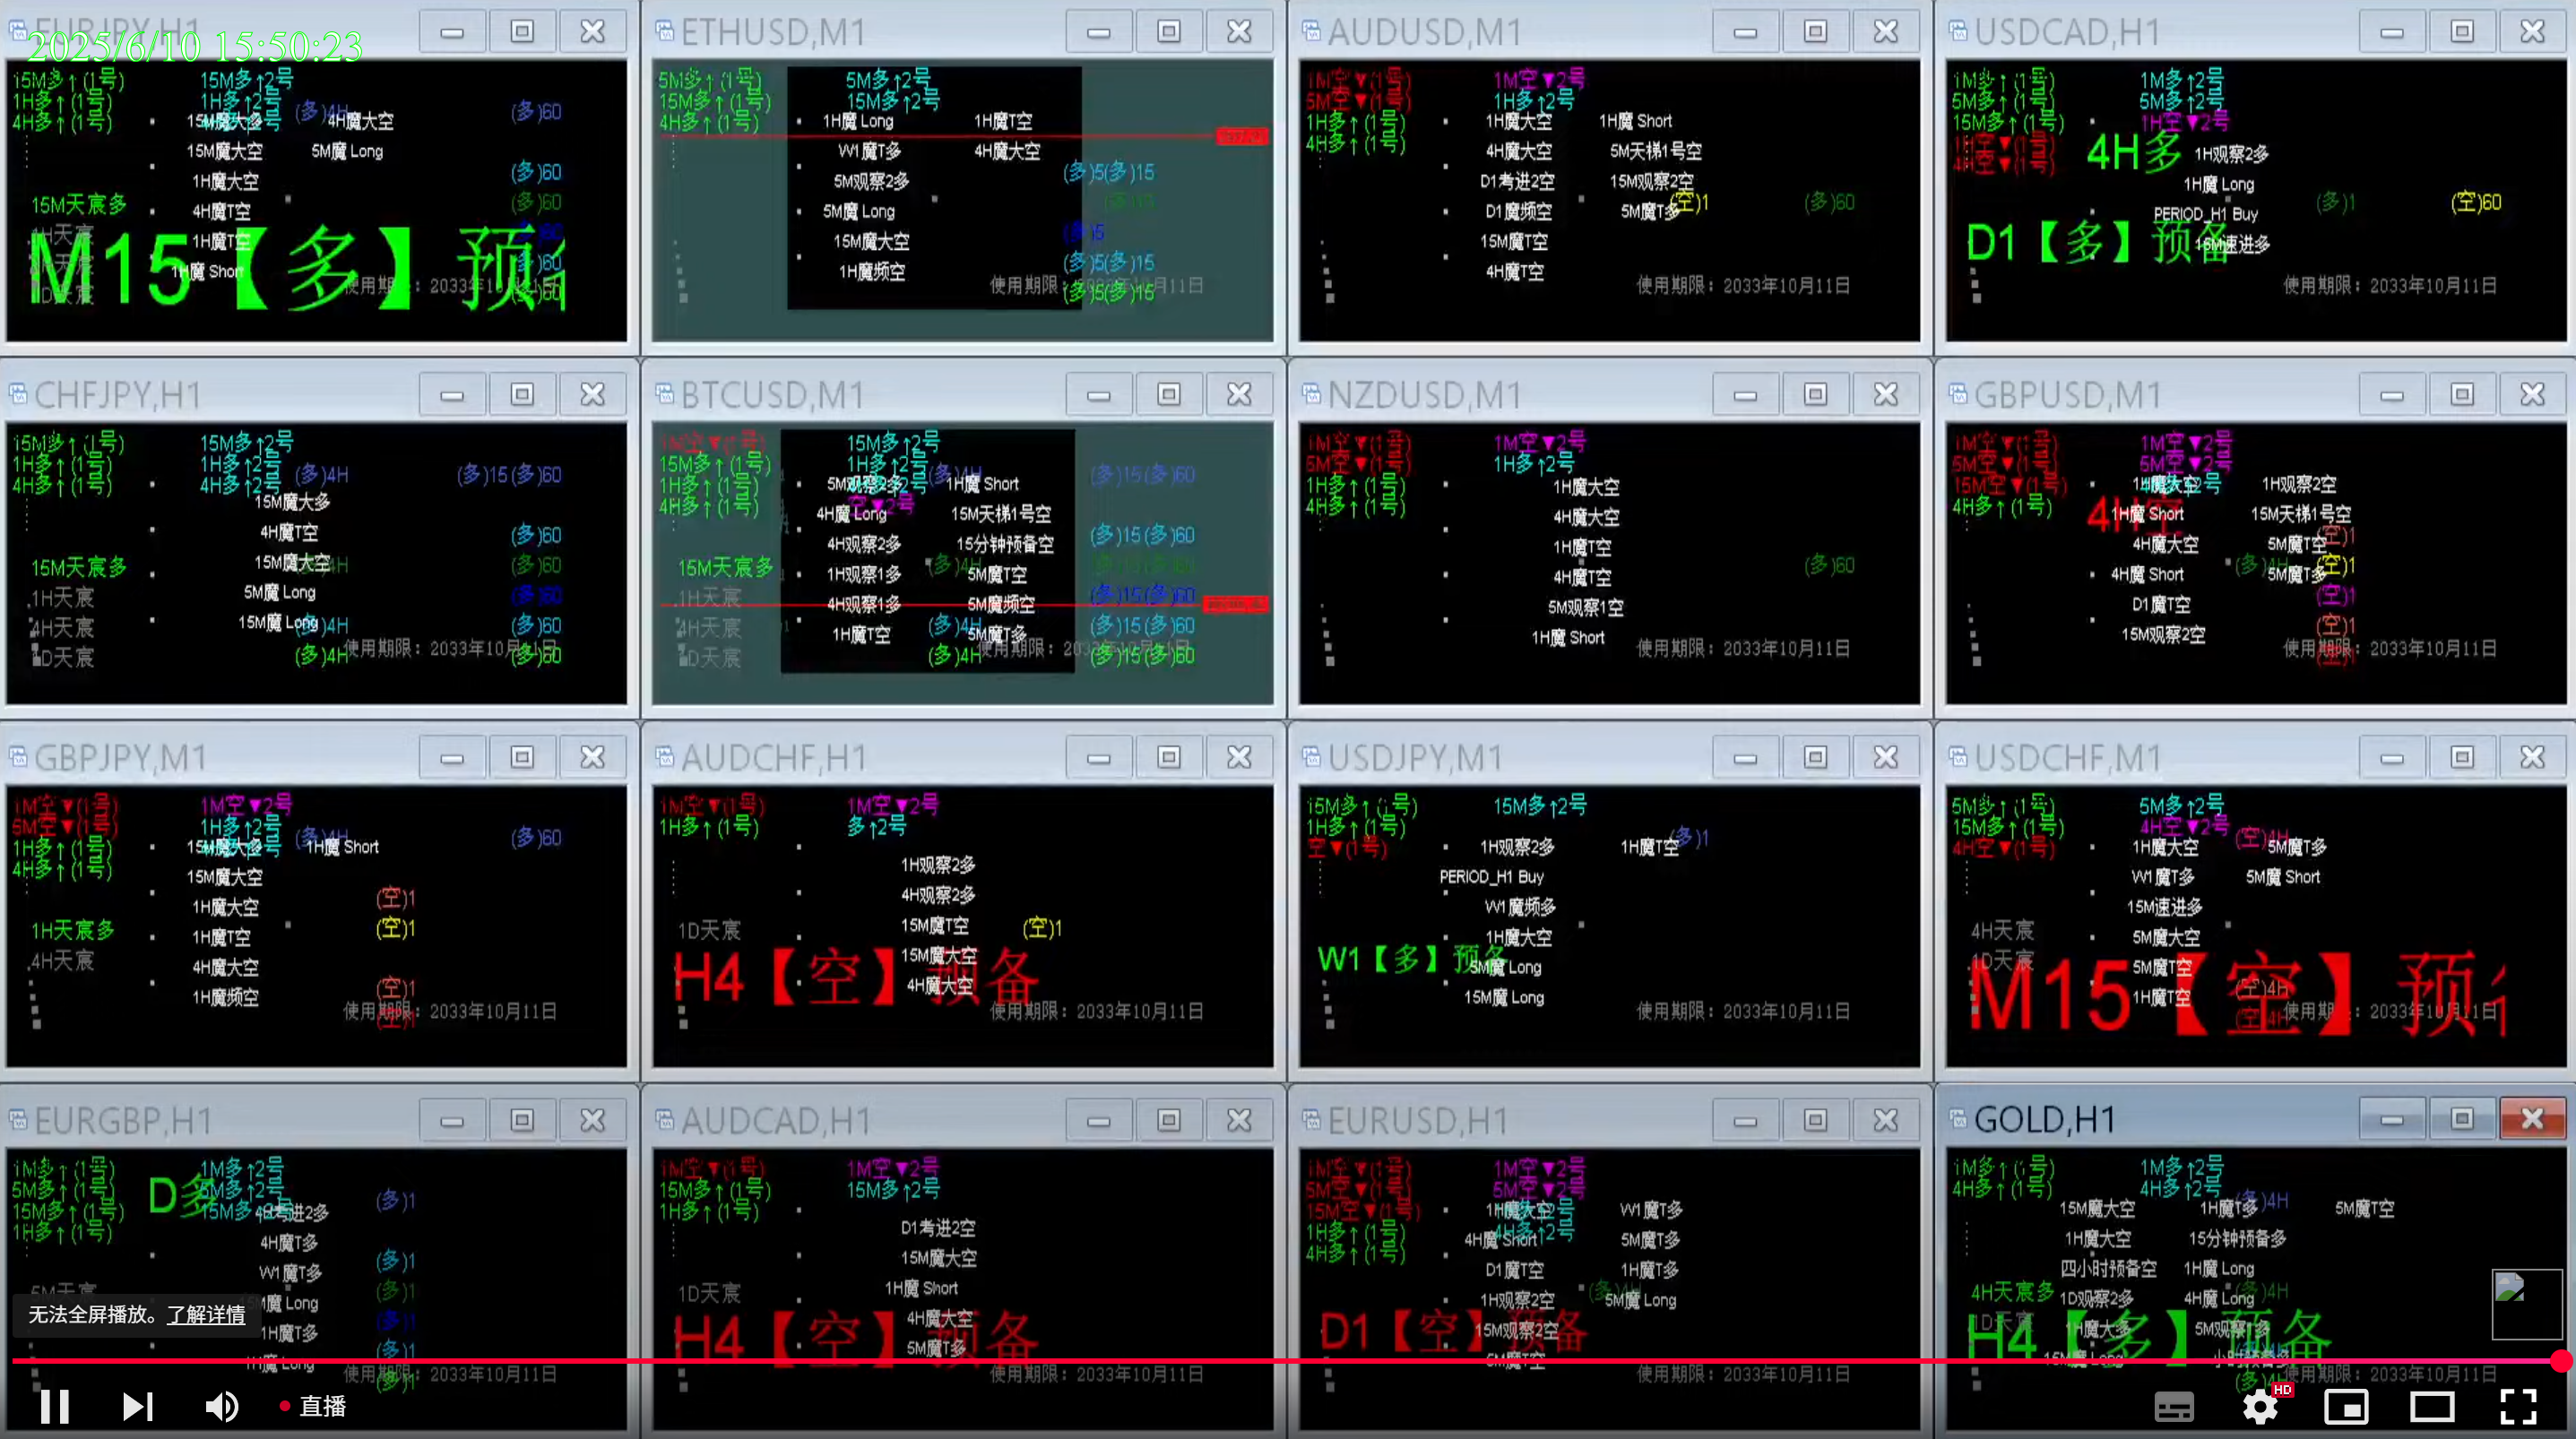 EURJPY,H1
2025/6/10 15:50:23
15M多↑(1号) 15M多↑2号
1H多↑(1号) 1H多↑2号 (多)4H (多)60
4H多↑(1号) 15M魔大多 4H魔大空
15M魔大空 5M魔 Long
1H魔大空 (多)60
15M天宸多 4H魔T空 (多)60
1H魔T空
1H魔 Short (多)60
M15【多】预
使用期限: 2033年10月11日
ETHUSD,M1
5M多↑(1号) 5M多↑2号
15M多↑(1号) 15M多↑2号
4H多↑(1号) 1H魔 Long 1H魔T空
W1魔T多 4H魔大空
5M观察2多 (多)5(多)15
5M魔 Long
15M魔大空 (多)5
1H魔频空 (多)5(多)15
使用期限: 2033年10月11日
(多)5(多)15
AUDUSD,M1
1M空▼(1号) 1M空▼2号
5M空▼(1号) 1H多↑2号
1H多↑(1号) 1H魔大空 1H魔 Short
4H多↑(1号) 4H魔大空 5M天梯1号空
D1考进2空 15M观察2空
D1魔频空 5M魔T多 (空)1 (多)60
15M魔T空
4H魔T空
使用期限: 2033年10月11日
USDCAD,H1
1M多↑(1号) 1M多↑2号
5M多↑(1号) 5M多↑2号
15M多↑(1号) 1H空▼2号
1H空▼(1号) 4H多 1H观察2多
4H空▼(1号) 1H魔 Long
PERIOD_H1 Buy (多)1 (空)60
D1【多】预备 15M速进多
使用期限: 2033年10月11日
CHFJPY,H1
15M多↑(1号) 15M多↑2号
1H多↑(1号) 1H多↑2号 (多)4H (多)15(多)60
4H多↑(1号) 4H多↑2号
15M魔大多
4H魔T空 (多)60
15M天宸多 15M魔大空 (多)60
1H天宸 5M魔 Long (多)60
4H天宸 15M魔 Long (多)4H (多)60
1D天宸 (多)4H (多)60
使用期限: 2033年10月11日
BTCUSD,M1
1M空▼(1号) 15M多↑2号
15M多↑(1号) 1H多↑2号 (多)4H (多)15(多)60
1H多↑(1号) 5M观察2多 1H魔 Short
4H多↑(1号) 空▼2号
4H魔 Long 15M天梯1号空
4H观察2多 15分钟预备空 (多)15(多)60
15M天宸多 1H观察1多 (多)4H 5M魔T空
1H天宸 4H观察1多 5M魔频空 (多)15(多)60
4H天宸 1H魔T空 (多)4H 5M魔T多 (多)15(多)60
1D天宸 (多)4H (多)15(多)60
NZDUSD,M1
1M空▼(1号) 1M空▼2号
5M空▼(1号) 1H多↑2号
1H多↑(1号) 1H魔大空
4H多↑(1号) 4H魔大空
1H魔T空 (多)60
4H魔T空
5M观察1空
1H魔 Short
使用期限: 2033年10月11日
GBPUSD,M1
1M空▼(1号) 1M空▼2号
5M空▼(1号) 5M空▼2号
15M空▼(1号) 1H魔大空 1H观察2空
4H多↑(1号) 1H魔 Short 15M天梯1号空
4H魔大空 5M魔T空 (空)1
4H魔 Short 5M魔T多 (空)1
D1魔T空 (空)1
15M观察2空 (空)1
使用期限: 2033年10月11日
GBPJPY,M1
1M空▼(1号) 1M空▼2号
5M空▼(1号) 1H多↑2号 (多)4H (多)60
1H多↑(1号) 15M魔大多 1H魔 Short
4H多↑(1号) 15M魔大空
1H魔大空 (空)1
1H天宸多 1H魔T空 (空)1
4H天宸 4H魔大空
1H魔频空 (空)1
使用期限: 2033年10月11日
AUDCHF,H1
1M空▼(1号) 1M空▼2号
1H多↑(1号) 多↑2号
1H观察2多
4H观察2多
1D天宸 15M魔T空 (空)1
15M魔大空
H4【空】预备 4H魔大空
使用期限: 2033年10月11日
USDJPY,M1
15M多↑(1号) 15M多↑2号
1H多↑(1号) (多)1
空▼(1号) 1H观察2多 1H魔T空
PERIOD_H1 Buy
W1魔频多
1H魔大空
W1【多】预备 5M魔 Long
15M魔 Long
使用期限: 2033年10月11日
USDCHF,M1
5M多↑(1号) 5M多↑2号
15M多↑(1号) 4H空▼2号 (空)4H
4H空▼(1号) 1H魔大空 5M魔T多
W1魔T多 5M魔 Short
15M速进多
4H天宸 5M魔大空
1D天宸 5M魔T空
1H魔T空 (空)4H
M15【空】预
使用期限: 2033年10月11日
EURGBP,H1
1M多↑(1号) 1M多↑2号
5M多↑(1号) D多 5M多↑2号 (多)1
15M多↑(1号) 15M多↑2号
1H多↑(1号) 4H魔T多
W1魔T多 (多)1
5M天宸 (多)1
(多)1
1H魔T多 (多)1
使用期限: 2033年10月11日
(多)1
AUDCAD,H1
1M空▼(1号) 1M空▼2号
15M多↑(1号) 15M多↑2号
1H多↑(1号)
D1考进2空
15M魔大空
1D天宸 1H魔 Short
4H魔大空
H4【空】预备 5M魔T多
使用期限: 2033年10月11日
EURUSD,H1
1M空▼(1号) 1M空▼2号
5M空▼(1号) 5M空▼2号
15M空▼(1号) 1H魔大空 W1魔T多
1H多↑(1号) 4H多↑2号
4H多↑(1号) 4H魔 Short 5M魔T多
D1魔T空 1H魔T多
1H观察2空 5M魔 Long
D1【空】预备 15M观察2空
使用期限: 2033年10月11日
GOLD,H1
1M多↑(1号) 1M多↑2号
4H多↑(1号) 4H多↑2号 (多)4H
15M魔大空 1H魔T多 5M魔T空
1H魔大空 15分钟预备多
四小时预备空 1H魔 Long
4H天宸多 1D观察2多 4H魔 Long (多)4H
1D天宸 1H魔大多 5M观察2多
H4【多】预备
使用期限: 2033年10月11日
无法全屏播放。了解详情
直播
HD